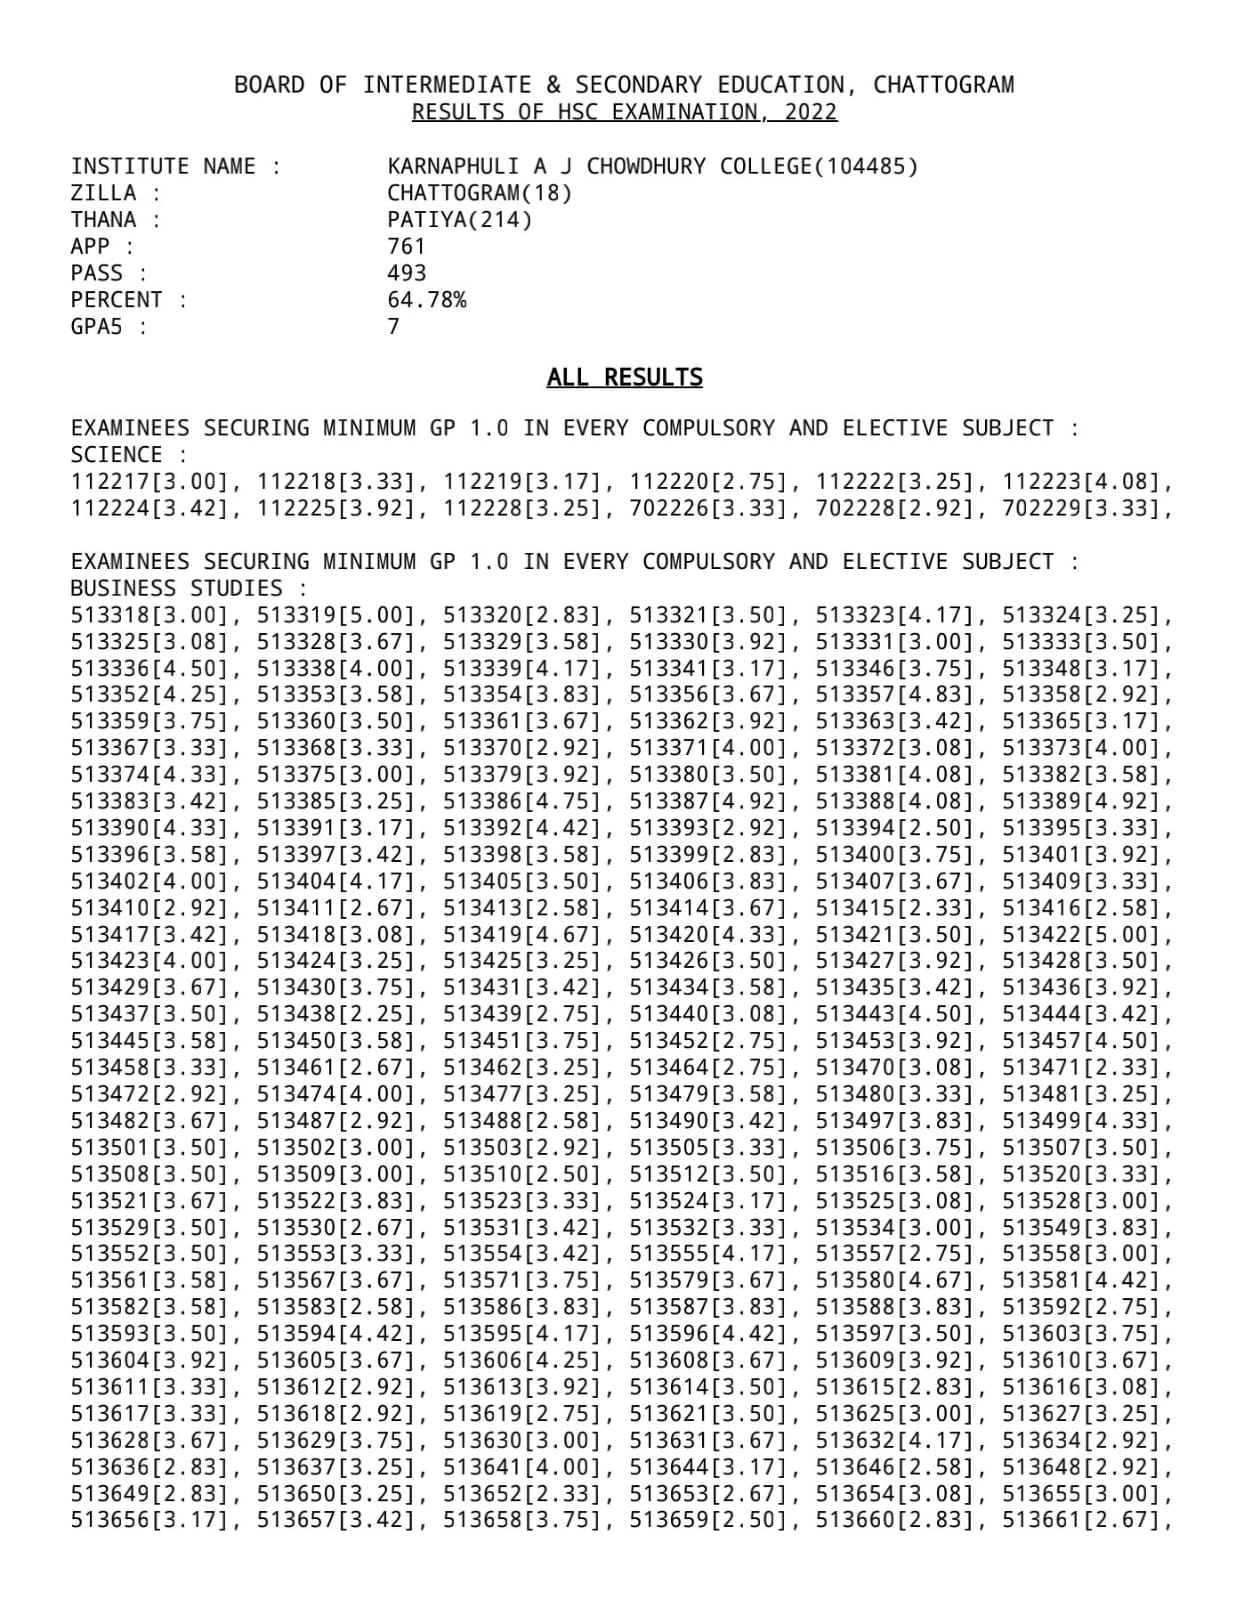 BOARD OF INTERMEDIATE & SECONDARY EDUCATION, CHATTOGRAM
RESULTS OF HSC EXAMINATION, 2022
INSTITUTE NAME : KARNAPHULI A J CHOWDHURY COLLEGE(104485)
ZILLA : CHATTOGRAM(18)
THANA : PATIYA(214)
APP : 761
PASS : 493
PERCENT : 64.78%
GPA5 : 7
ALL RESULTS
EXAMINEES SECURING MINIMUM GP 1.0 IN EVERY COMPULSORY AND ELECTIVE SUBJECT :
SCIENCE :
112217[3.00], 112218[3.33], 112219[3.17], 112220[2.75], 112222[3.25], 112223[4.08],
112224[3.42], 112225[3.92], 112228[3.25], 702226[3.33], 702228[2.92], 702229[3.33],
EXAMINEES SECURING MINIMUM GP 1.0 IN EVERY COMPULSORY AND ELECTIVE SUBJECT :
BUSINESS STUDIES :
513318[3.00], 513319[5.00], 513320[2.83], 513321[3.50], 513323[4.17], 513324[3.25],
513325[3.08], 513328[3.67], 513329[3.58], 513330[3.92], 513331[3.00], 513333[3.50],
513336[4.50], 513338[4.00], 513339[4.17], 513341[3.17], 513346[3.75], 513348[3.17],
513352[4.25], 513353[3.58], 513354[3.83], 513356[3.67], 513357[4.83], 513358[2.92],
513359[3.75], 513360[3.50], 513361[3.67], 513362[3.92], 513363[3.42], 513365[3.17],
513367[3.33], 513368[3.33], 513370[2.92], 513371[4.00], 513372[3.08], 513373[4.00],
513374[4.33], 513375[3.00], 513379[3.92], 513380[3.50], 513381[4.08], 513382[3.58],
513383[3.42], 513385[3.25], 513386[4.75], 513387[4.92], 513388[4.08], 513389[4.92],
513390[4.33], 513391[3.17], 513392[4.42], 513393[2.92], 513394[2.50], 513395[3.33],
513396[3.58], 513397[3.42], 513398[3.58], 513399[2.83], 513400[3.75], 513401[3.92],
513402[4.00], 513404[4.17], 513405[3.50], 513406[3.83], 513407[3.67], 513409[3.33],
513410[2.92], 513411[2.67], 513413[2.58], 513414[3.67], 513415[2.33], 513416[2.58],
513417[3.42], 513418[3.08], 513419[4.67], 513420[4.33], 513421[3.50], 513422[5.00],
513423[4.00], 513424[3.25], 513425[3.25], 513426[3.50], 513427[3.92], 513428[3.50],
513429[3.67], 513430[3.75], 513431[3.42], 513434[3.58], 513435[3.42], 513436[3.92],
513437[3.50], 513438[2.25], 513439[2.75], 513440[3.08], 513443[4.50], 513444[3.42],
513445[3.58], 513450[3.58], 513451[3.75], 513452[2.75], 513453[3.92], 513457[4.50],
513458[3.33], 513461[2.67], 513462[3.25], 513464[2.75], 513470[3.08], 513471[2.33],
513472[2.92], 513474[4.00], 513477[3.25], 513479[3.58], 513480[3.33], 513481[3.25],
513482[3.67], 513487[2.92], 513488[2.58], 513490[3.42], 513497[3.83], 513499[4.33],
513501[3.50], 513502[3.00], 513503[2.92], 513505[3.33], 513506[3.75], 513507[3.50],
513508[3.50], 513509[3.00], 513510[2.50], 513512[3.50], 513516[3.58], 513520[3.33],
513521[3.67], 513522[3.83], 513523[3.33], 513524[3.17], 513525[3.08], 513528[3.00],
513529[3.50], 513530[2.67], 513531[3.42], 513532[3.33], 513534[3.00], 513549[3.83],
513552[3.50], 513553[3.33], 513554[3.42], 513555[4.17], 513557[2.75], 513558[3.00],
513561[3.58], 513567[3.67], 513571[3.75], 513579[3.67], 513580[4.67], 513581[4.42],
513582[3.58], 513583[2.58], 513586[3.83], 513587[3.83], 513588[3.83], 513592[2.75],
513593[3.50], 513594[4.42], 513595[4.17], 513596[4.42], 513597[3.50], 513603[3.75],
513604[3.92], 513605[3.67], 513606[4.25], 513608[3.67], 513609[3.92], 513610[3.67],
513611[3.33], 513612[2.92], 513613[3.92], 513614[3.50], 513615[2.83], 513616[3.08],
513617[3.33], 513618[2.92], 513619[2.75], 513621[3.50], 513625[3.00], 513627[3.25],
513628[3.67], 513629[3.75], 513630[3.00], 513631[3.67], 513632[4.17], 513634[2.92],
513636[2.83], 513637[3.25], 513641[4.00], 513644[3.17], 513646[2.58], 513648[2.92],
513649[2.83], 513650[3.25], 513652[2.33], 513653[2.67], 513654[3.08], 513655[3.00],
513656[3.17], 513657[3.42], 513658[3.75], 513659[2.50], 513660[2.83], 513661[2.67],